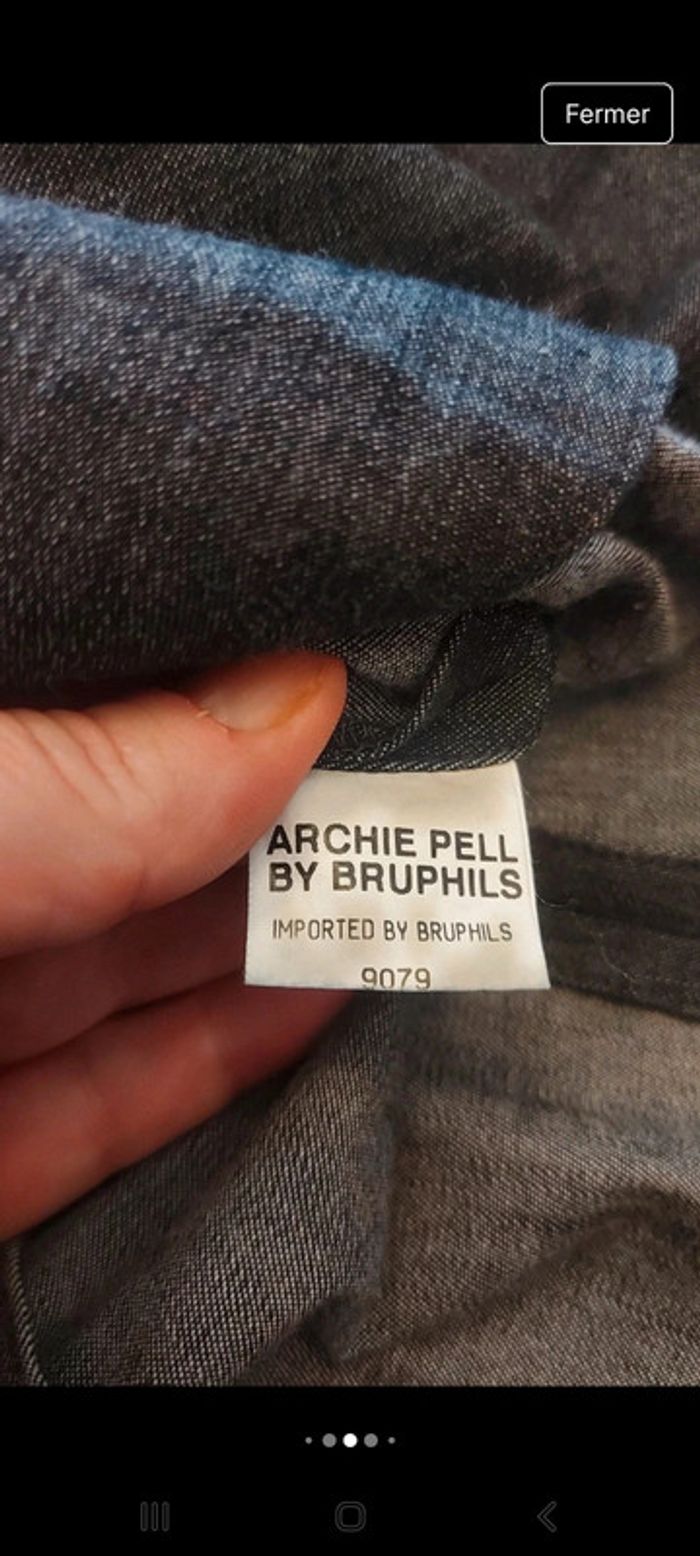 Fermer
ARCHIE PELL
BY BRUPHILS
IMPORTED BY BRUPHILS
9079